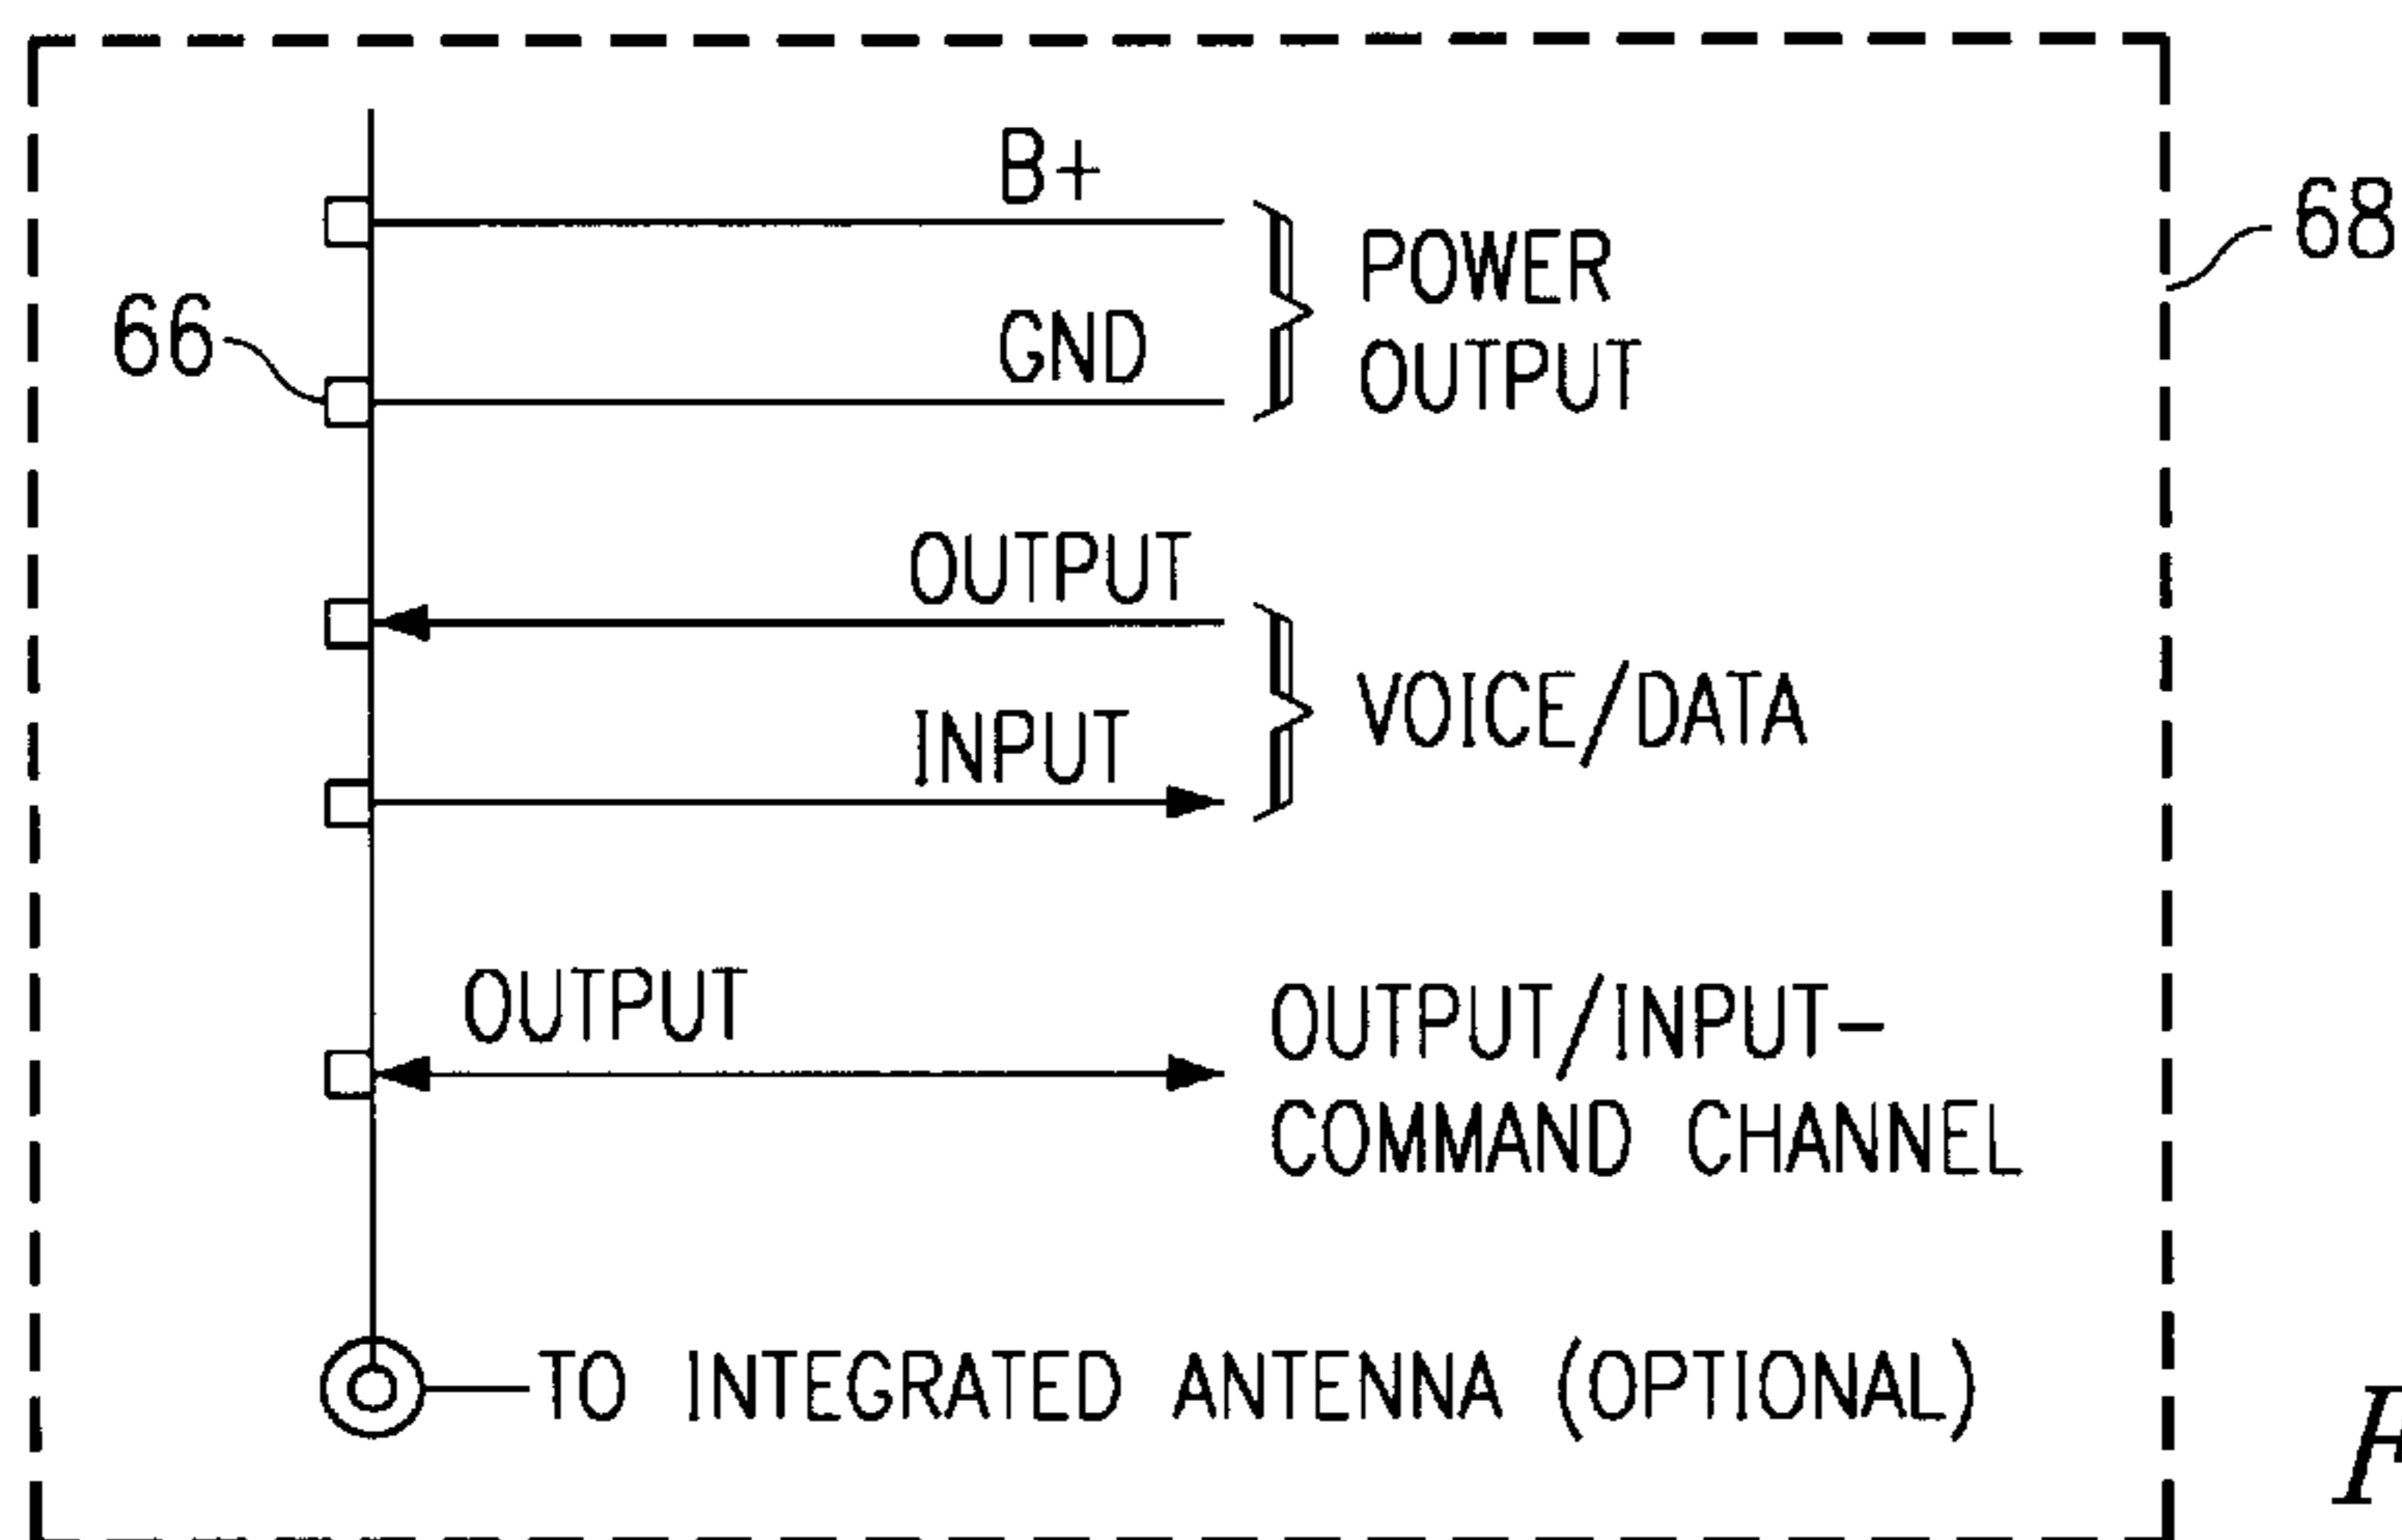 B+
68
POWER
66
GND
OUTPUT
OUTPUT
INPUT
VOICE/DATA
OUTPUT
OUTPUT/INPUT-
COMMAND CHANNEL
TO INTEGRATED ANTENNA (OPTIONAL)